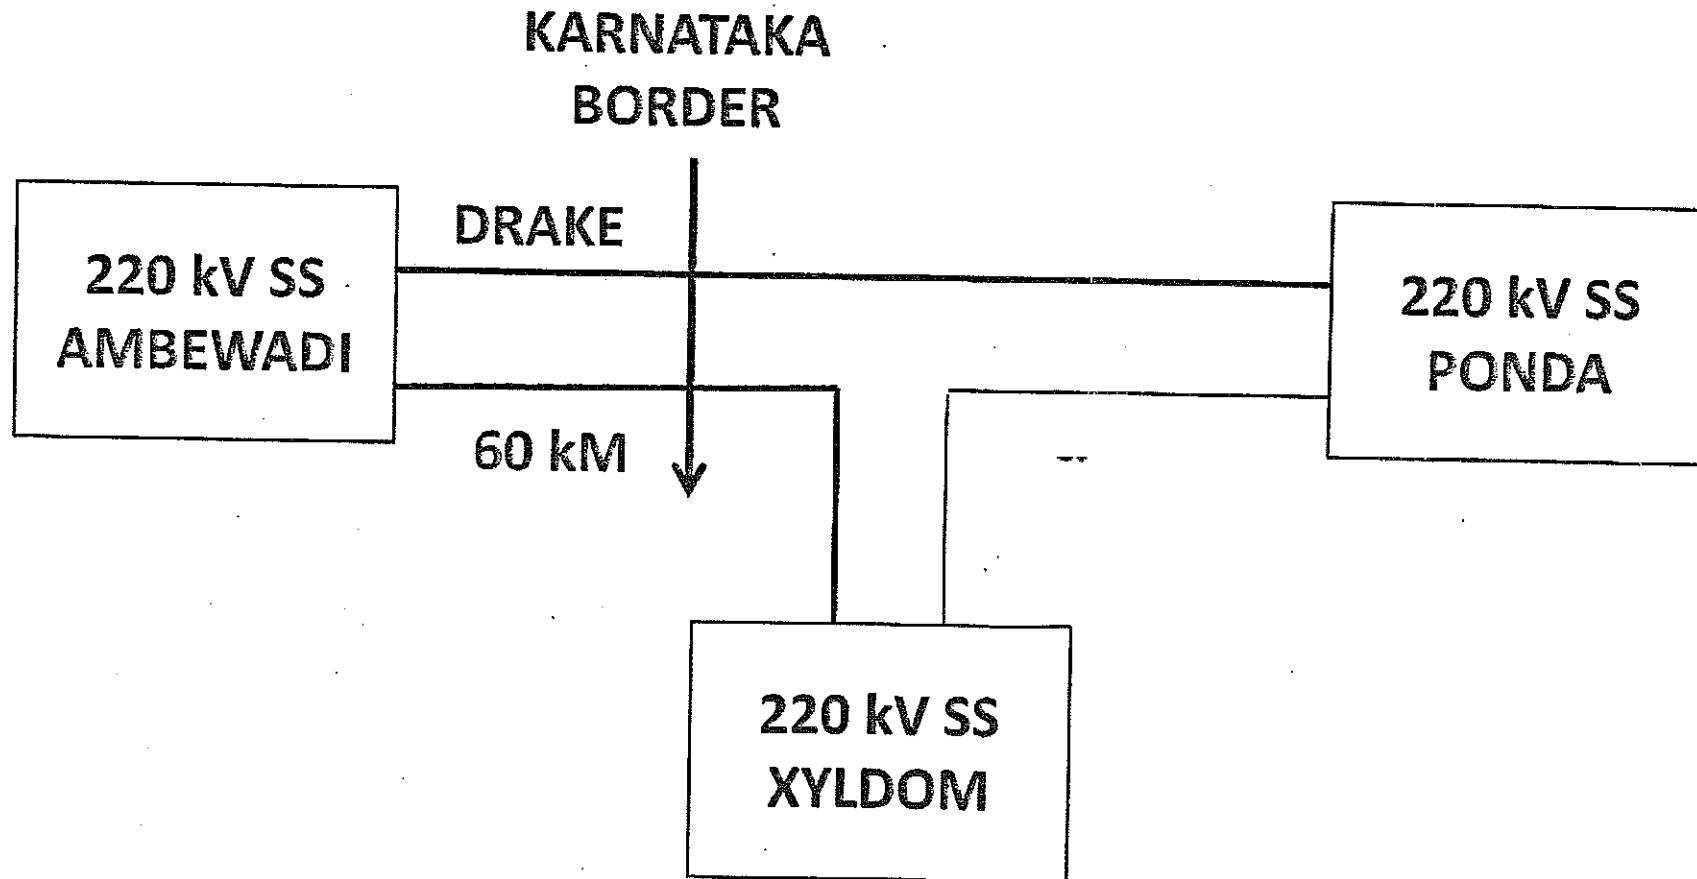 KARNATAKA
BORDER
DRAKE
220 kV SS
AMBEWADI
220 kV SS
PONDA
60 kM
220 kV SS
XYLDOM